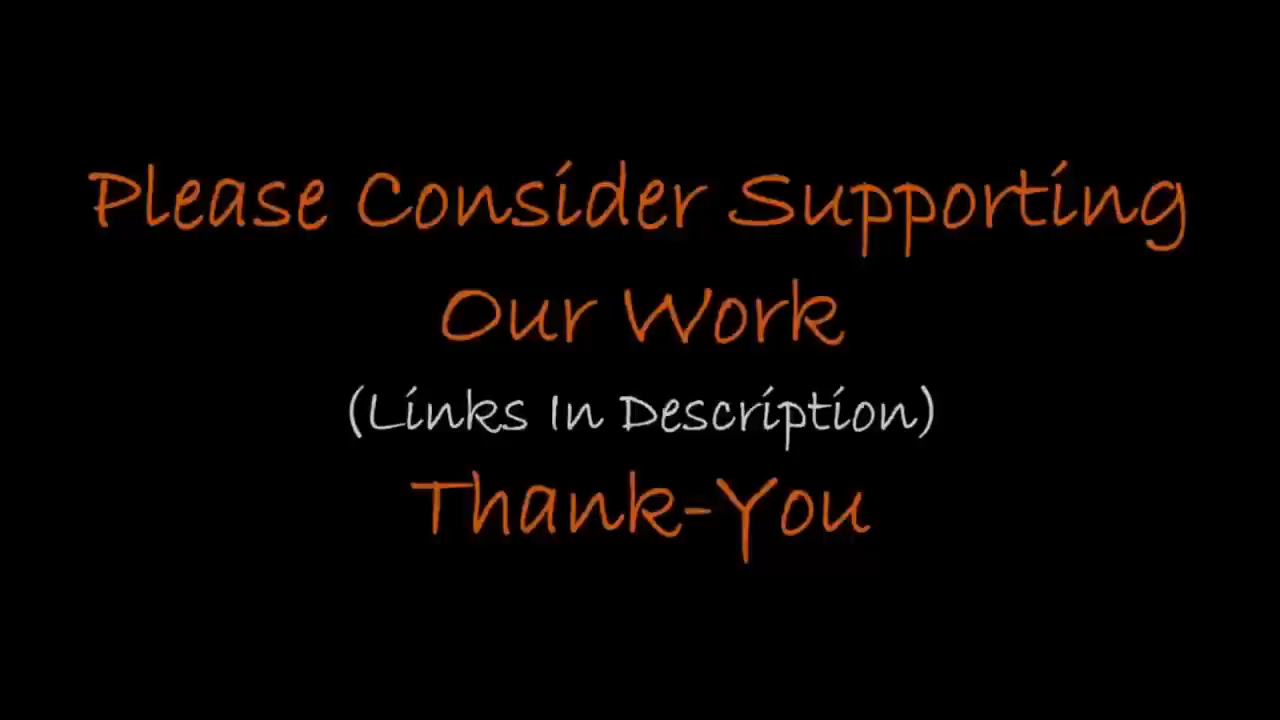 Please Consider Supporting
Our Work
(Links In Description)
Thank-You